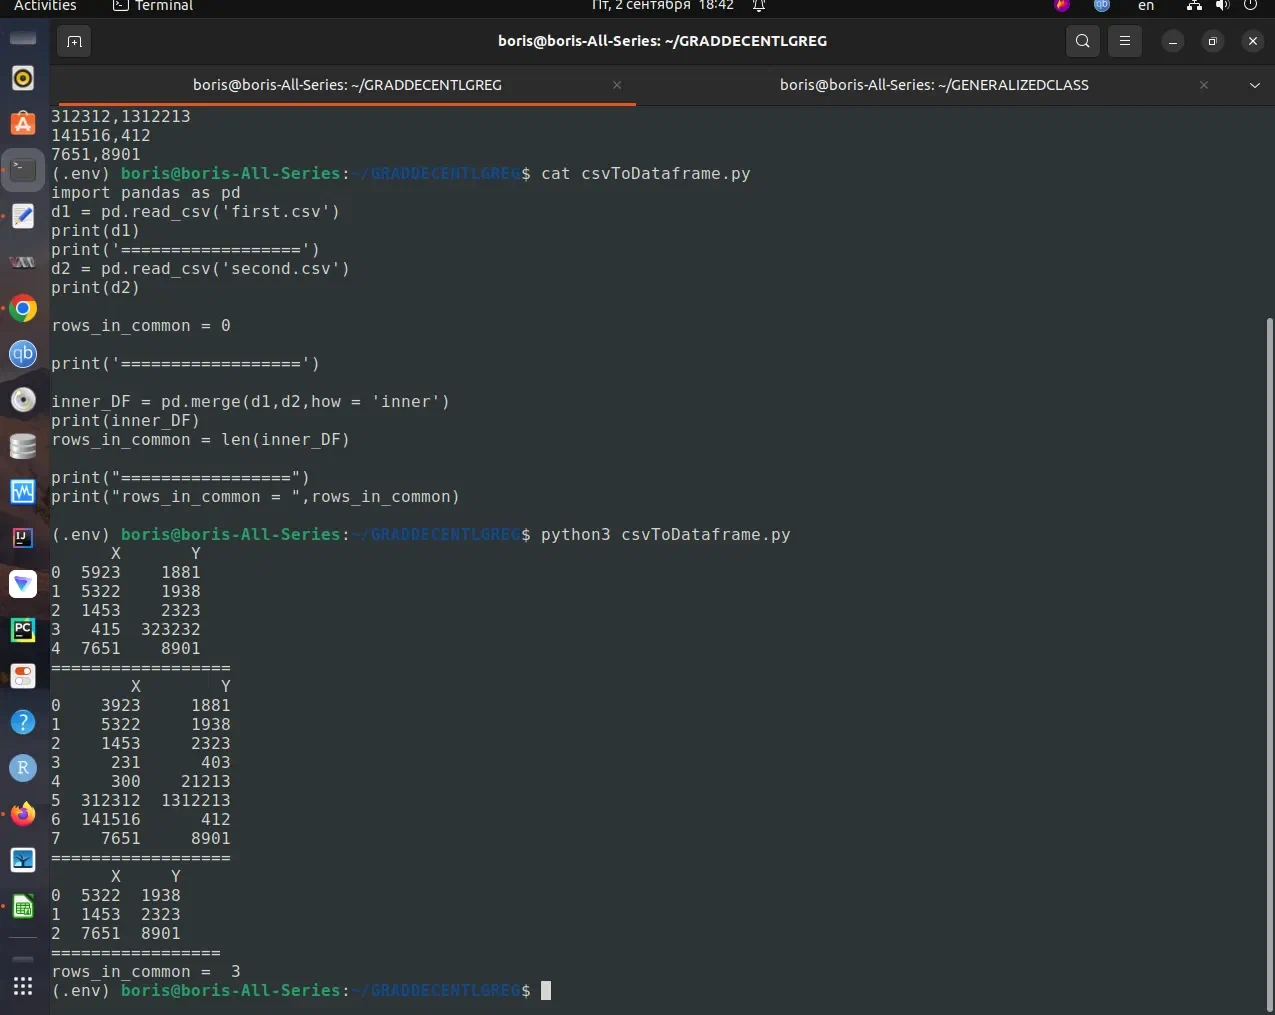 Activities Terminal Пт, 2 сентября 18:42 en
boris@boris-All-Series: ~/GRADDECENTLGREG
boris@boris-All-Series: ~/GRADDECENTLGREG boris@boris-All-Series: ~/GENERALIZEDCLASS
312312,1312213
141516,412
7651,8901
(.env) boris@boris-All-Series:~/GRADDECENTLGREG$ cat csvToDataframe.py
import pandas as pd
d1 = pd.read_csv('first.csv')
print(d1)
print('==================')
d2 = pd.read_csv('second.csv')
print(d2)
rows_in_common = 0
print('==================')
inner_DF = pd.merge(d1,d2,how = 'inner')
print(inner_DF)
rows_in_common = len(inner_DF)
print("=================")
print("rows_in_common = ",rows_in_common)
(.env) boris@boris-All-Series:~/GRADDECENTLGREG$ python3 csvToDataframe.py
X Y
0 5923 1881
1 5322 1938
2 1453 2323
3 415 323232
4 7651 8901
==================
X Y
0 3923 1881
1 5322 1938
2 1453 2323
3 231 403
4 300 21213
5 312312 1312213
6 141516 412
7 7651 8901
==================
X Y
0 5322 1938
1 1453 2323
2 7651 8901
=================
rows_in_common =  3
(.env) boris@boris-All-Series:~/GRADDECENTLGREG$
qb
IJ
PC
?
R